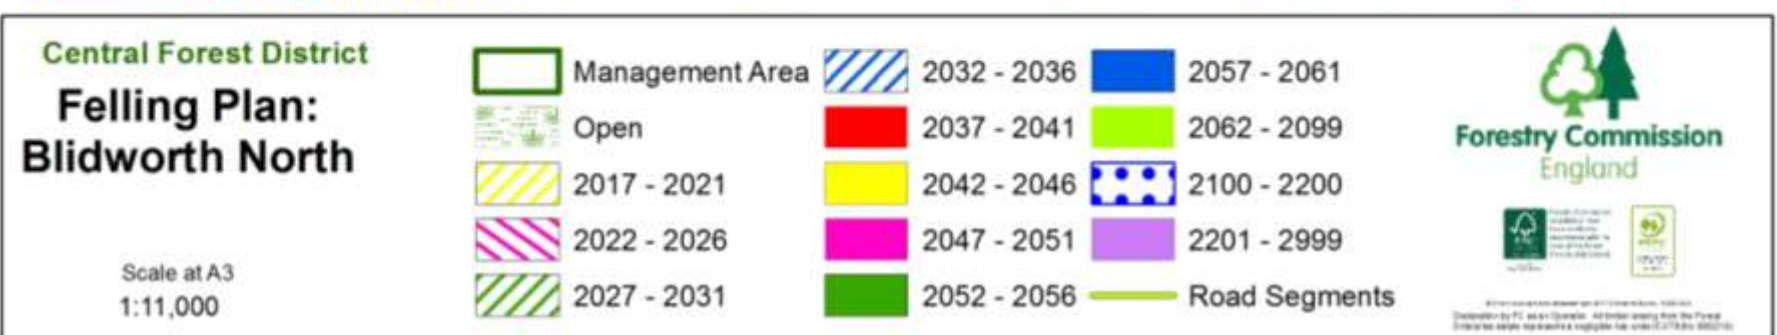 Central Forest District
Felling Plan:
Blidworth North
Scale at A3
1:11,000
Management Area
Open
2017 - 2021
2022 - 2026
2027 - 2031
2032 - 2036
2037 - 2041
2042 - 2046
2047 - 2051
2052 - 2056
2057 - 2061
2062 - 2099
2100 - 2200
2201 - 2999
Road Segments
Forestry Commission
England